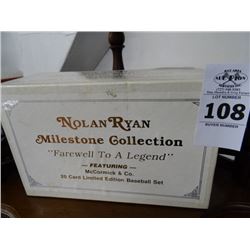 NOLAN RYAN
Milestone Collection
"Farewell To A Legend"
— FEATURING —
McCormick & Co.
20 Card Limited Edition Baseball Set
LOT NUMBER
108
BUYER NUMBER